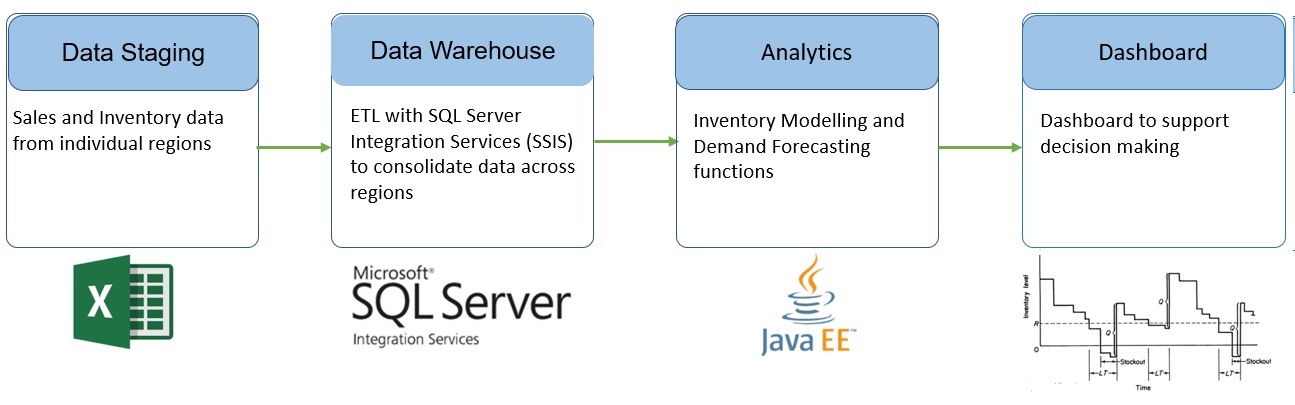 Data Staging
Sales and Inventory data
from individual regions
Data Warehouse
ETL with SQL Server
Integration Services (SSIS)
to consolidate data across
regions
Analytics
Inventory Modelling and
Demand Forecasting
functions
Dashboard
Dashboard to support
decision making
X
Microsoft®
SQL Server
Integration Services
Java EE™
Inventory level
R
O
Q
Q
Q
Stockout
Stockout
LT
LT
LT
Time